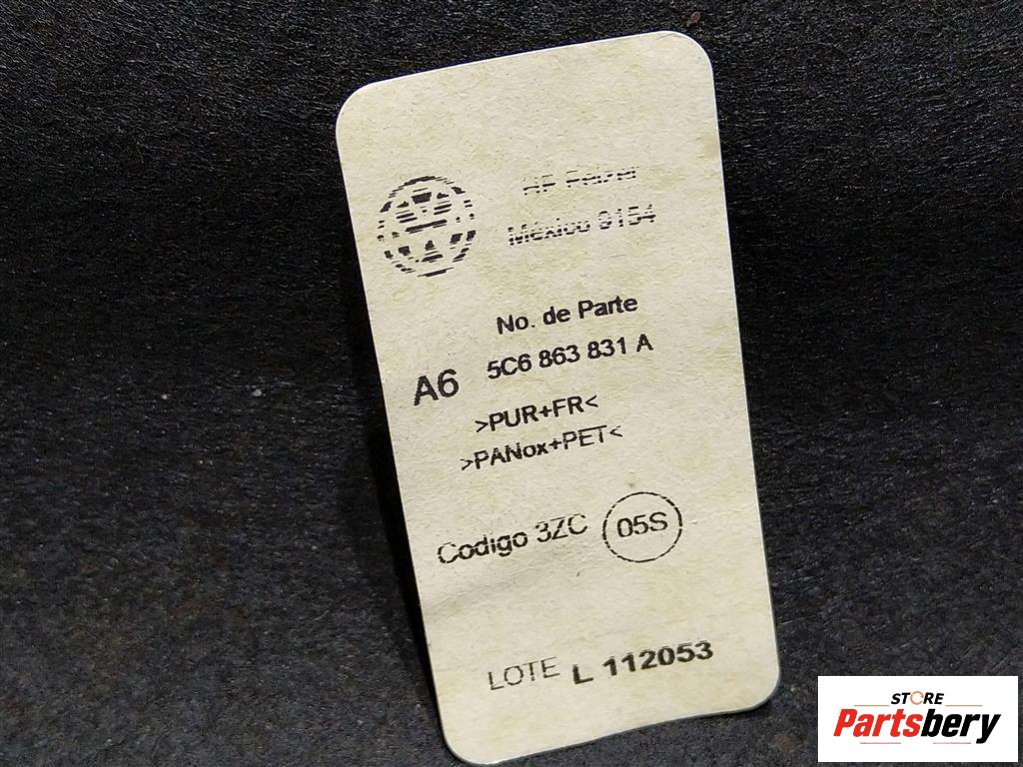 HP Pelzer
México 9154
No. de Parte
A6 5C6 863 831 A
>PUR+FR<
>PANox+PET<
Codigo 3ZC 05S
LOTE L 112053
STORE
Partsbery